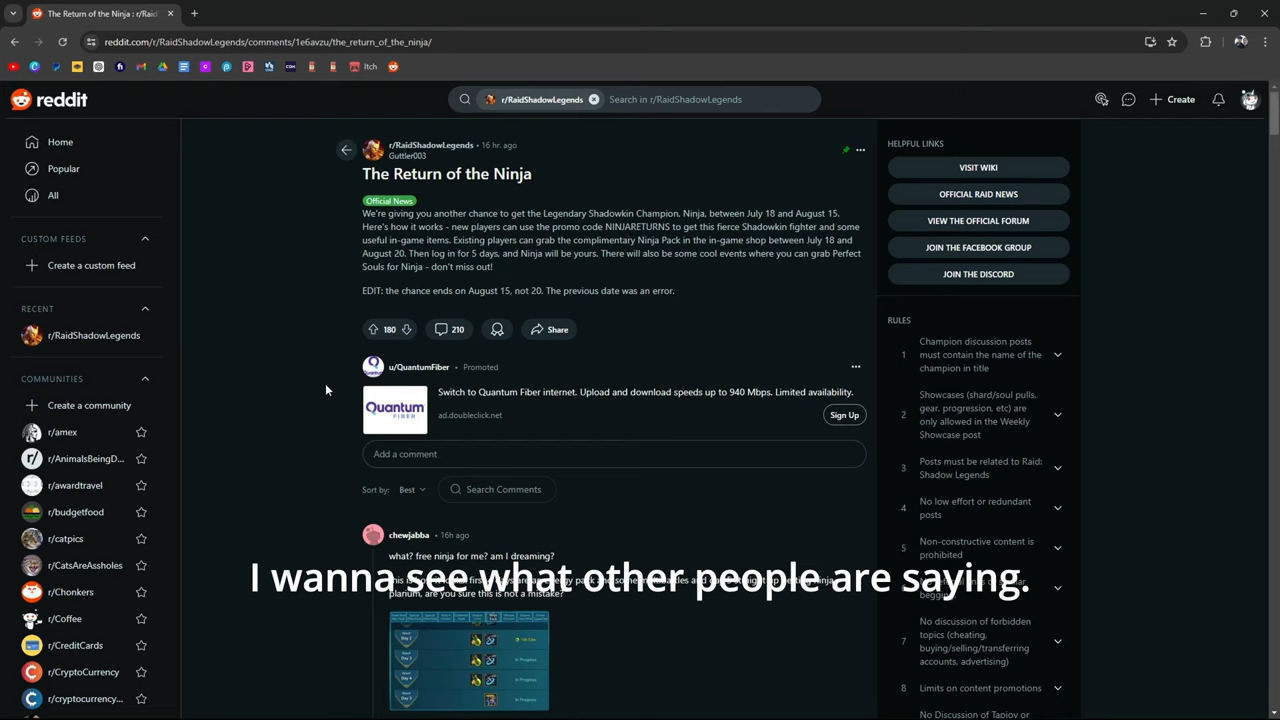 The Return of the Ninja : r/Raid
reddit.com/r/RaidShadowLegends/comments/1e6avzu/the_return_of_the_ninja/
Itch
reddit
r/RaidShadowLegends
Search in r/RaidShadowLegends
Create
Home
Popular
All
CUSTOM FEEDS
Create a custom feed
RECENT
r/RaidShadowLegends
COMMUNITIES
Create a community
r/amex
r/AnimalsBeingD...
r/awardtravel
r/budgetfood
r/catpics
r/CatsAreAssholes
r/Chonkers
r/Coffee
r/CreditCards
r/CryptoCurrency
r/cryptocurrency...
r/RaidShadowLegends • 16 hr. ago
Guttler003
The Return of the Ninja
Official News
We're giving you another chance to get the Legendary Shadowkin Champion, Ninja, between July 18 and August 15.
Here's how it works - new players can use the promo code NINJARETURNS to get this fierce Shadowkin fighter and some
useful in-game items. Existing players can grab the complimentary Ninja Pack in the in-game shop between July 18 and
August 20. Then log in for 5 days, and Ninja will be yours. There will also be some cool events where you can grab Perfect
Souls for Ninja - don't miss out!
EDIT: the chance ends on August 15, not 20. The previous date was an error.
180
210
Share
u/QuantumFiber • Promoted
Switch to Quantum Fiber internet. Upload and download speeds up to 940 Mbps. Limited availability.
Quantum
FIBER
ad.doubleclick.net
Sign Up
Add a comment
Sort by: Best
Search Comments
chewjabba • 16h ago
what? free ninja for me? am I dreaming?
plarium, are you sure this is not a mistake?
I wanna see what other people are saying.
HELPFUL LINKS
VISIT WIKI
OFFICIAL RAID NEWS
VIEW THE OFFICIAL FORUM
JOIN THE FACEBOOK GROUP
JOIN THE DISCORD
RULES
1 Champion discussion posts
must contain the name of the
champion in title
2 Showcases (shard/soul pulls,
gear, progression, etc) are
only allowed in the Weekly
Showcase post
3 Posts must be related to Raid:
Shadow Legends
4 No low effort or redundant
posts
5 Non-constructive content is
prohibited
7 No discussion of forbidden
topics (cheating,
buying/selling/transferring
accounts, advertising)
8 Limits on content promotions
No Discussion of Tapjoy or